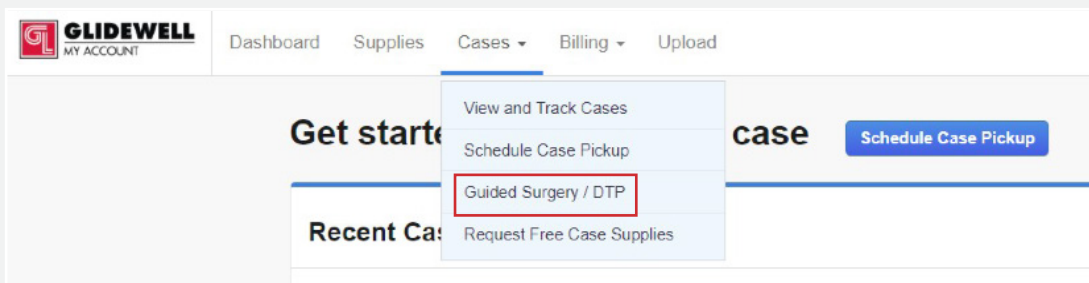 GL GLIDEWELL
MY ACCOUNT
Dashboard Supplies Cases Billing Upload
View and Track Cases
Schedule Case Pickup
Guided Surgery / DTP
Request Free Case Supplies
Get starte case Schedule Case Pickup
Recent Cas